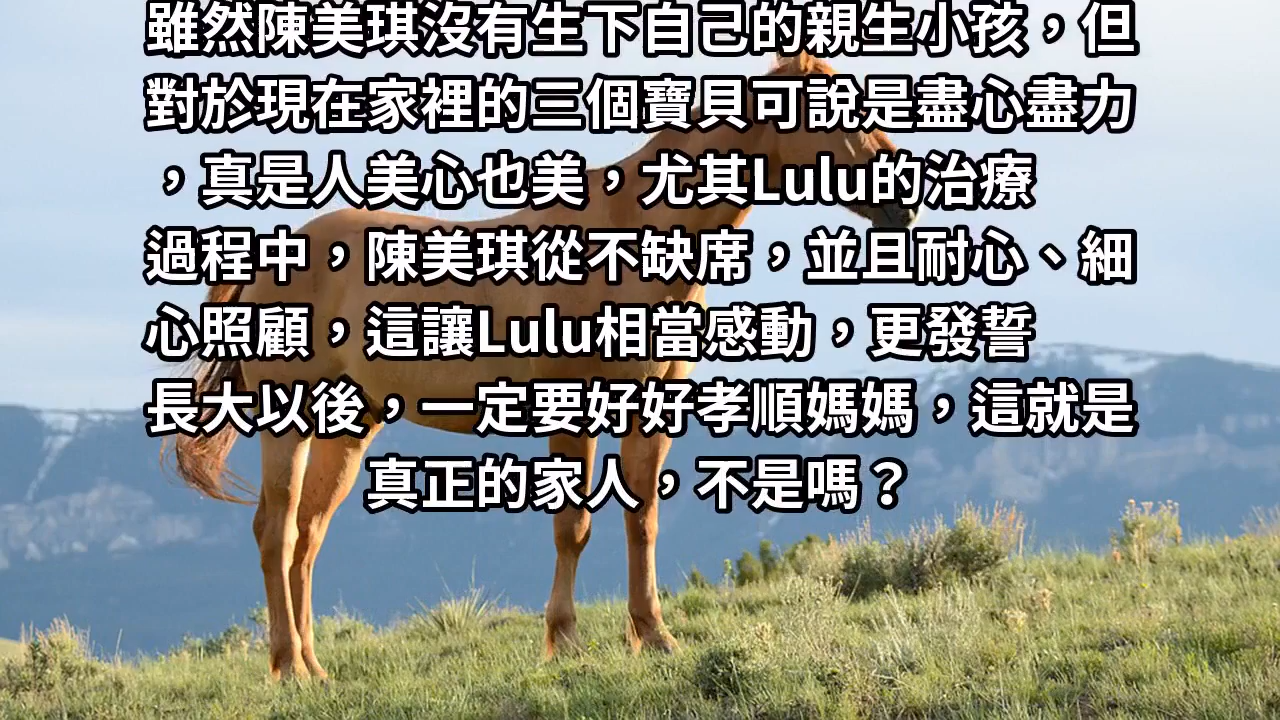 雖然陳美琪沒有生下自己的親生小孩，但
對於現在家裡的三個寶貝可說是盡心盡力
，真是人美心也美，尤其Lulu的治療
過程中，陳美琪從不缺席，並且耐心、細
心照顧，這讓Lulu相當感動，更發誓
長大以後，一定要好好孝順媽媽，這就是
真正的家人，不是嗎？